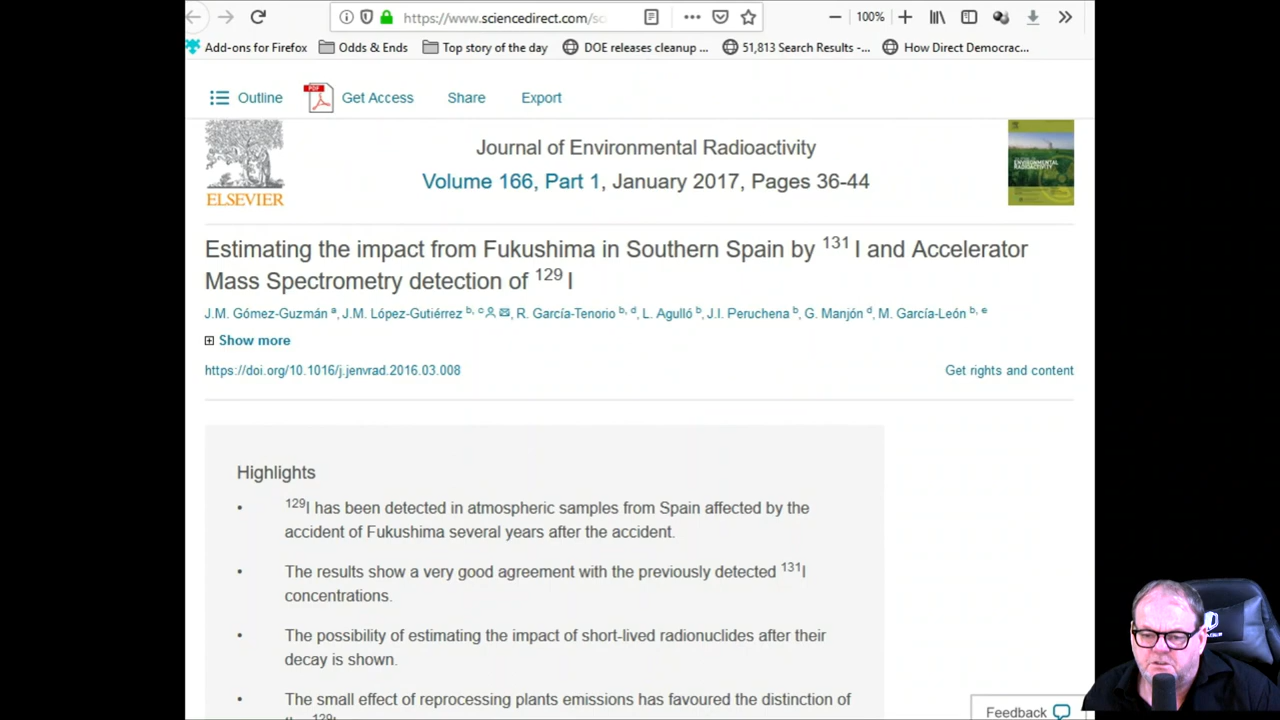 https://www.sciencedirect.com/sc
100%
Add-ons for Firefox Odds & Ends Top story of the day DOE releases cleanup ... 51,813 Search Results -... How Direct Democrac...
Outline PDF Get Access Share Export
Journal of Environmental Radioactivity
Volume 166, Part 1, January 2017, Pages 36-44
ELSEVIER
ENVIRONMENTAL
RADIOACTIVITY
Estimating the impact from Fukushima in Southern Spain by 131 I and Accelerator
Mass Spectrometry detection of 129 I
J.M. Gómez-Guzmán a, J.M. López-Gutiérrez b, c, R. García-Tenorio b, d, L. Agulló b, J.I. Peruchena b, G. Manjón d, M. García-León b, e
Show more
https://doi.org/10.1016/j.jenvrad.2016.03.008 Get rights and content
Highlights
• 129I has been detected in atmospheric samples from Spain affected by the
accident of Fukushima several years after the accident.
• The results show a very good agreement with the previously detected 131I
concentrations.
• The possibility of estimating the impact of short-lived radionuclides after their
decay is shown.
• The small effect of reprocessing plants emissions has favoured the distinction of
129
Feedback